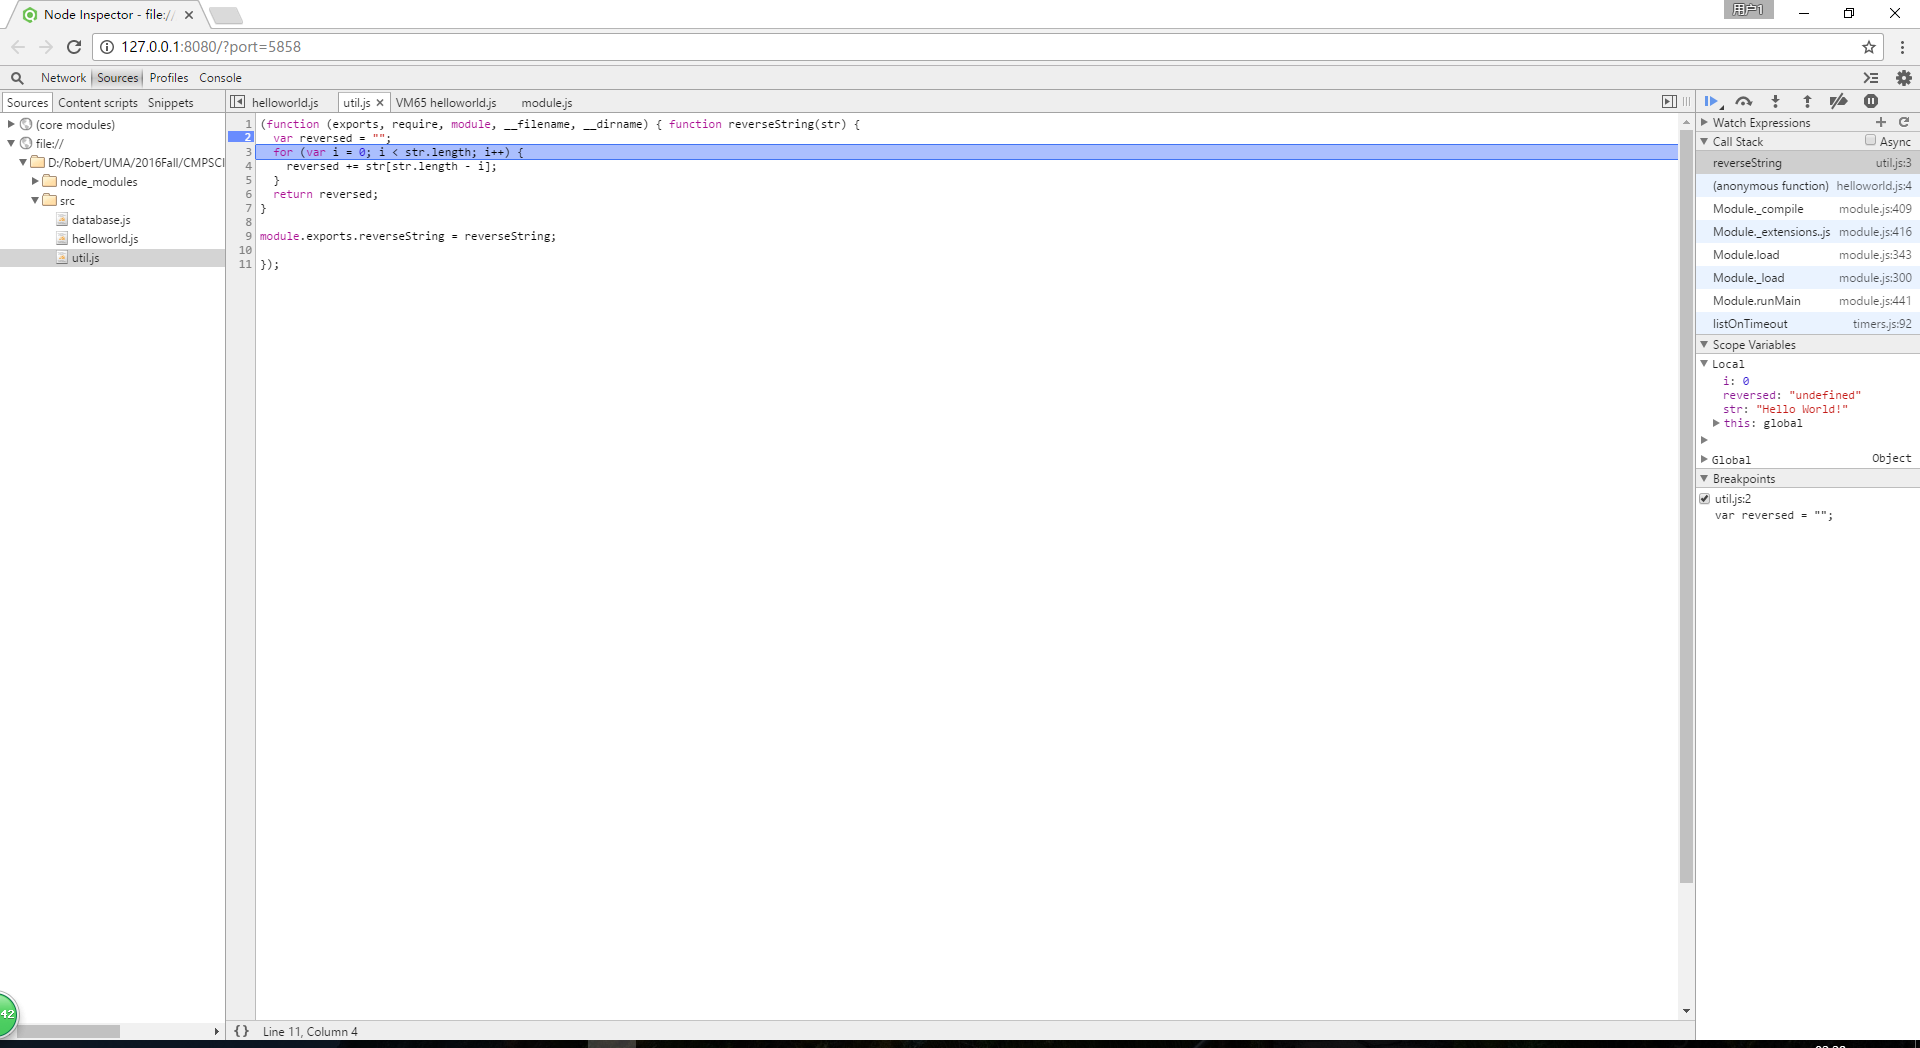 Node Inspector - file://
用户1
127.0.0.1:8080/?port=5858
Network Sources Profiles Console
Sources Content scripts Snippets
helloworld.js util.js VM65 helloworld.js module.js
(core modules)
file://
D:/Robert/UMA/2016Fall/CMPSCI
node_modules
src
database.js
helloworld.js
util.js
1 (function (exports, require, module, __filename, __dirname) { function reverseString(str) {
2 var reversed = "";
3 for (var i = 0; i < str.length; i++) {
4 reversed += str[str.length - i];
5 }
6 return reversed;
7 }
8
9 module.exports.reverseString = reverseString;
10
11 });
Watch Expressions
Call Stack Async
reverseString util.js:3
(anonymous function) helloworld.js:4
Module._compile module.js:409
Module._extensions..js module.js:416
Module.load module.js:343
Module._load module.js:300
Module.runMain module.js:441
listOnTimeout timers.js:92
Scope Variables
Local
i: 0
reversed: "undefined"
str: "Hello World!"
this: global
Global Object
Breakpoints
util.js:2
var reversed = "";
42
{} Line 11, Column 4